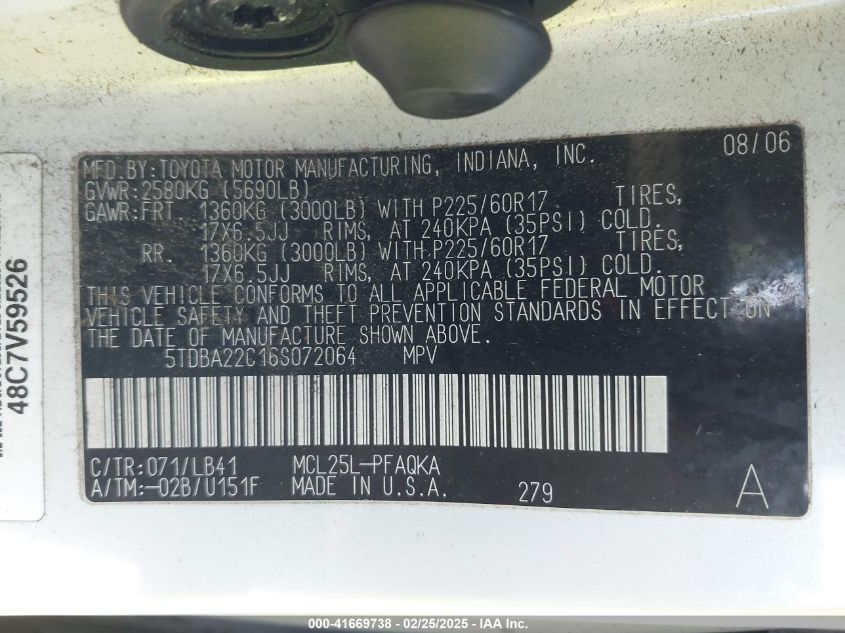 MFD.BY:TOYOTA MOTOR MANUFACTURING, INDIANA, INC. 08/06
GVWR:2580KG (5690LB)
GAWR:FRT. 1360KG (3000LB) WITH P225/60R17 TIRES,
17X6.5JJ RIMS, AT 240KPA (35PSI) COLD.
RR. 1360KG (3000LB) WITH P225/60R17 TIRES,
17X6.5JJ RIMS, AT 240KPA (35PSI) COLD.
THIS VEHICLE CONFORMS TO ALL APPLICABLE FEDERAL MOTOR
VEHICLE SAFETY AND THEFT PREVENTION STANDARDS IN EFFECT ON
THE DATE OF MANUFACTURE SHOWN ABOVE.
5TDBA22C16S072064 MPV
C/TR:071/LB41 MCL25L-PFAQKA
A/TM:-02B/U151F MADE IN U.S.A. 279 A
48C7V59526
000-41669738 - 02/25/2025 - IAA Inc.